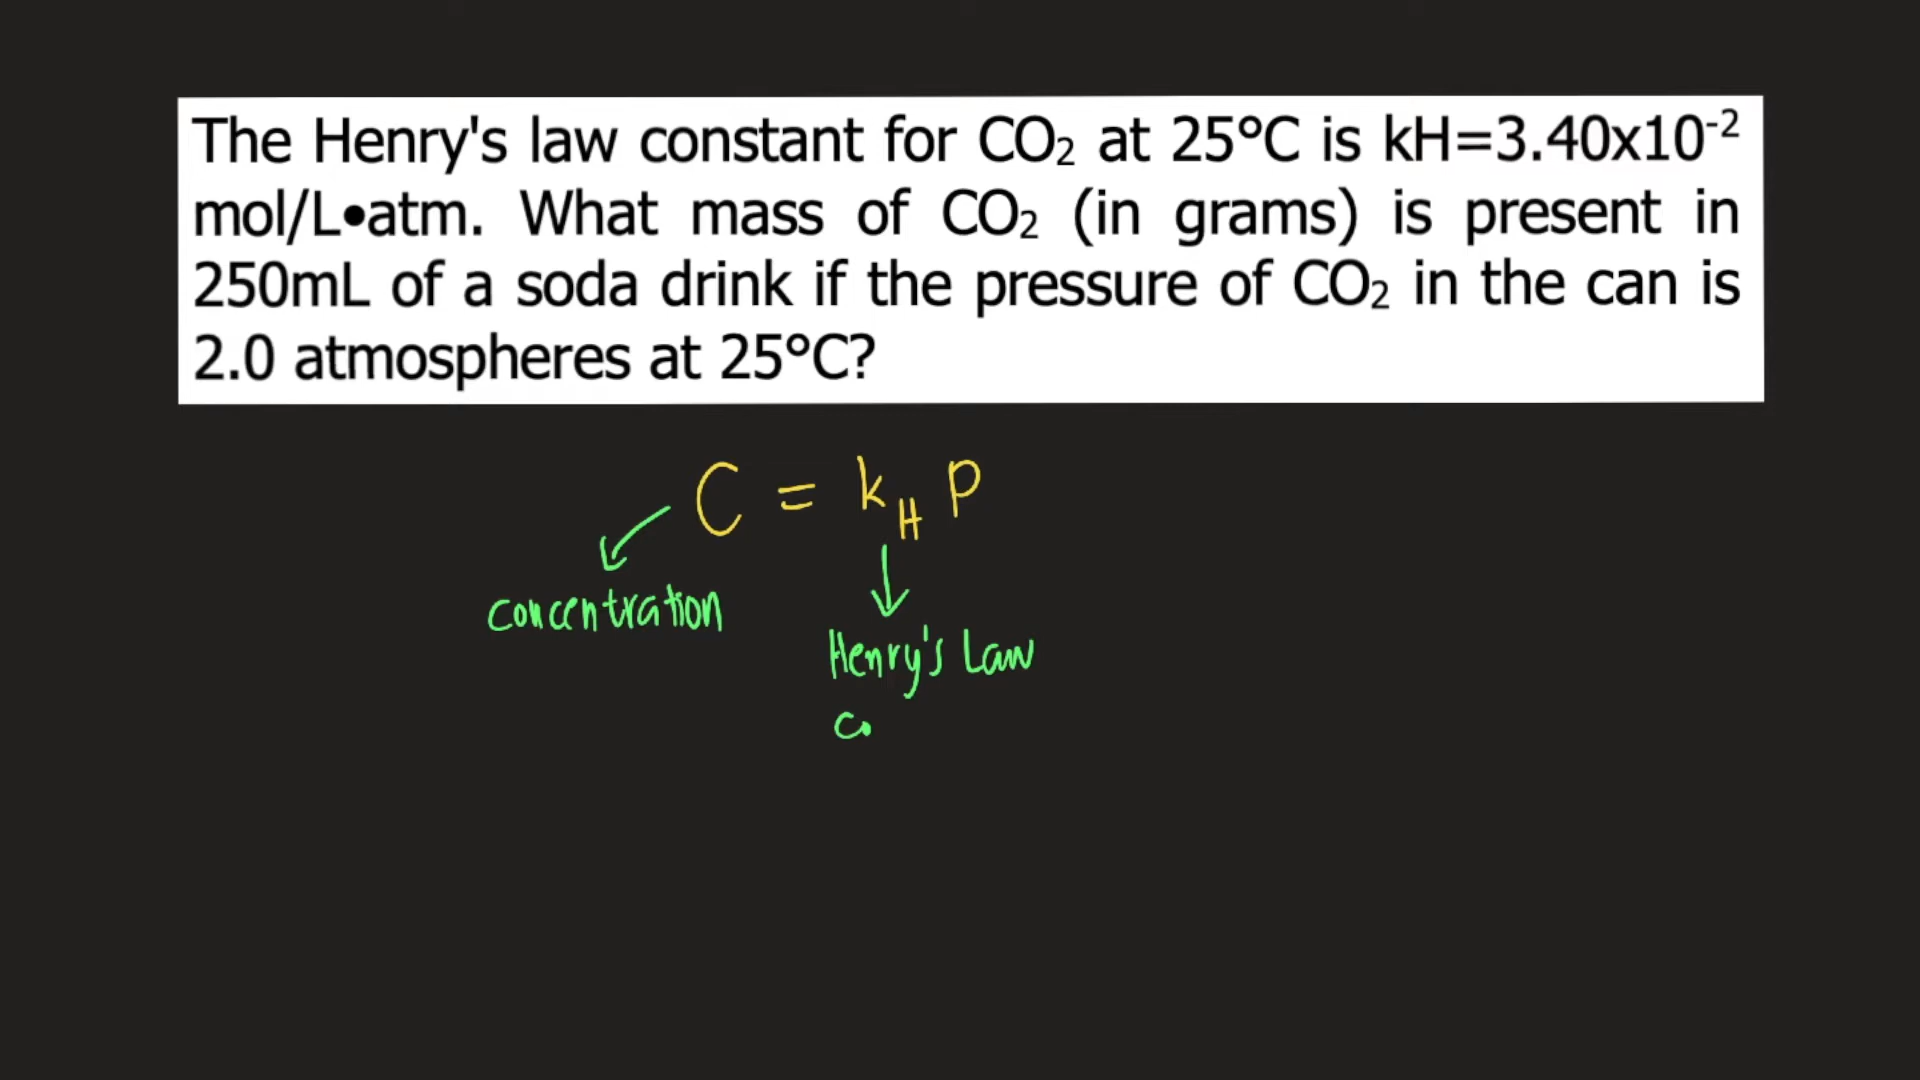 The Henry's law constant for CO₂ at 25°C is kH=3.40x10⁻²
mol/L•atm. What mass of CO₂ (in grams) is present in
250mL of a soda drink if the pressure of CO₂ in the can is
2.0 atmospheres at 25°C?
C = k_H P
concentration
Henry's Law
co